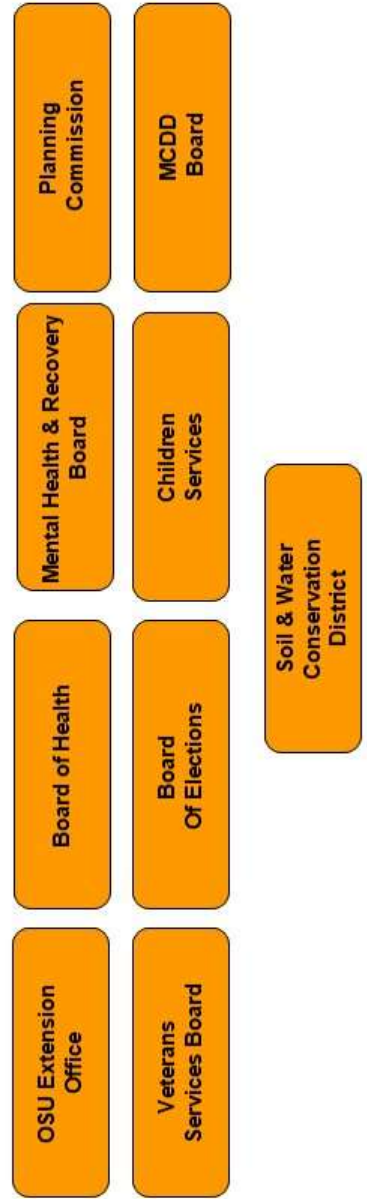 OSU Extension
Office
Board of Health
Mental Health & Recovery
Board
Planning
Commission
Veterans
Services Board
Board
Of Elections
Children
Services
MCDD
Board
Soil & Water
Conservation
District